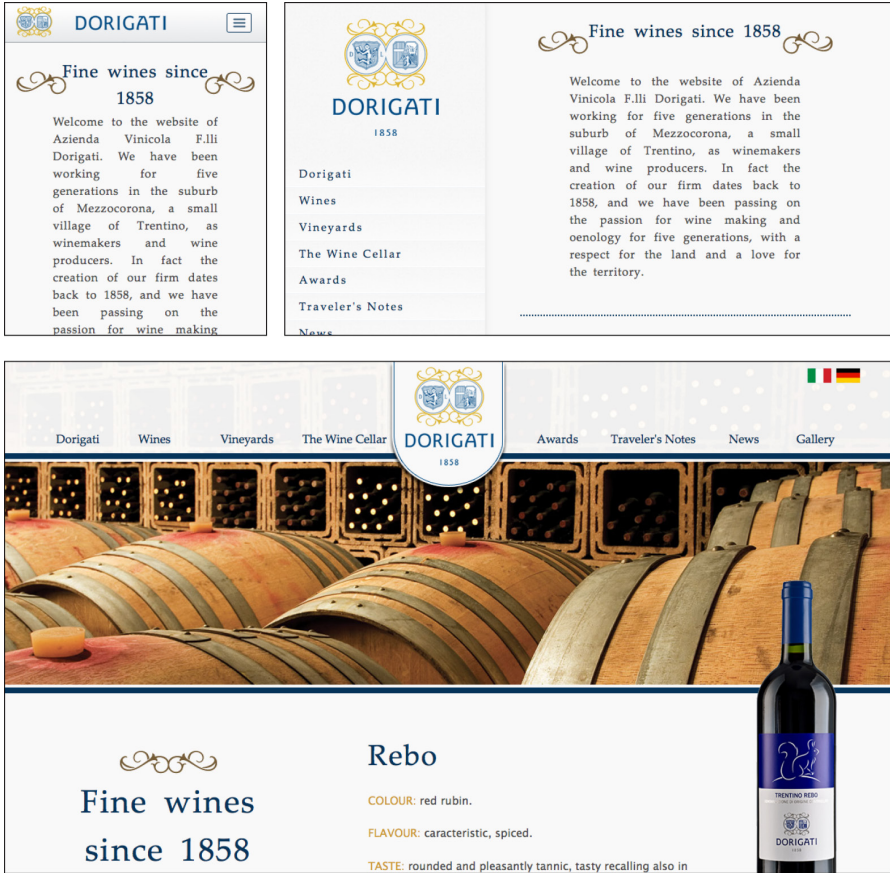 DORIGATI
Fine wines since
1858
Welcome to the website of
Azienda Vinicola F.lli
Dorigati. We have been
working for five
generations in the suburb
of Mezzocorona, a small
village of Trentino, as
winemakers and wine
producers. In fact the
creation of our firm dates
back to 1858, and we have
been passing on the
passion for wine making
D L
DORIGATI
1858
Dorigati
Wines
Vineyards
The Wine Cellar
Awards
Traveler's Notes
News
Fine wines since 1858
Welcome to the website of Azienda
Vinicola F.lli Dorigati. We have been
working for five generations in the
suburb of Mezzocorona, a small
village of Trentino, as winemakers
and wine producers. In fact the
creation of our firm dates back to
1858, and we have been passing on
the passion for wine making and
oenology for five generations, with a
respect for the land and a love for
the territory.
Dorigati Wines Vineyards The Wine Cellar
DORIGATI
1858
Awards Traveler's Notes News Gallery
Fine wines
since 1858
Rebo
COLOUR: red rubin.
FLAVOUR: caracteristic, spiced.
TASTE: rounded and pleasantly tannic, tasty recalling also in
TRENTINO REBO
DORIGATI